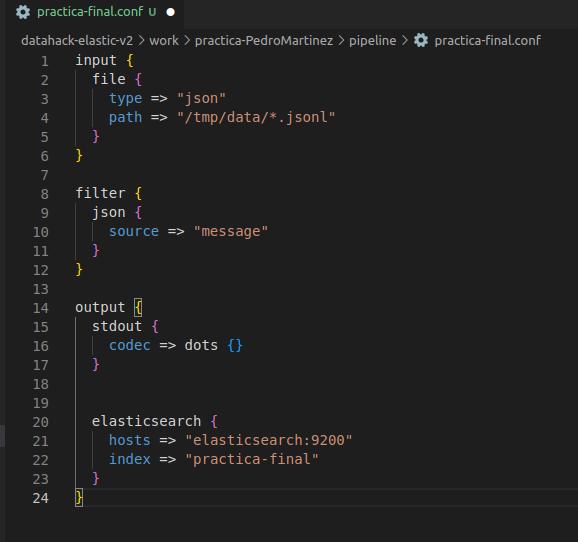 practica-final.conf U ●
datahack-elastic-v2 > work > practica-PedroMartinez > pipeline > practica-final.conf
1 input {
2   file {
3     type => "json"
4     path => "/tmp/data/*.jsonl"
5   }
6 }
7
8 filter {
9   json {
10     source => "message"
11   }
12 }
13
14 output {
15   stdout {
16     codec => dots {}
17   }
18
19
20   elasticsearch {
21     hosts => "elasticsearch:9200"
22     index => "practica-final"
23   }
24 }